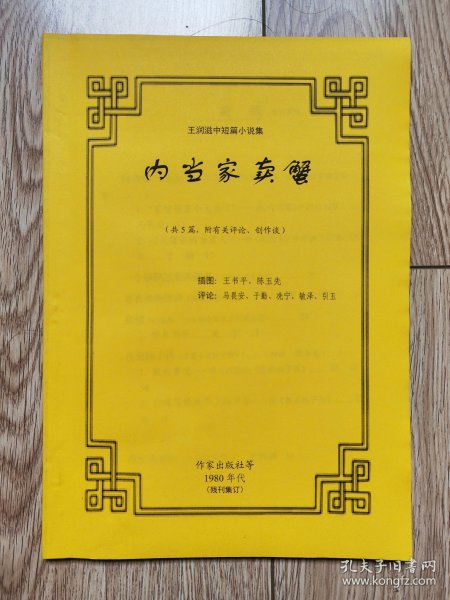 王润滋中短篇小说集
内当家卖蟹
（共5篇，附有关评论、创作谈）
插图：王书平、陈玉先
评论：马畏安、于勤、冼宁、敏泽、引玉
作家出版社等
1980年代
（残刊集订）
孔夫子旧书网
www.kongfz.com